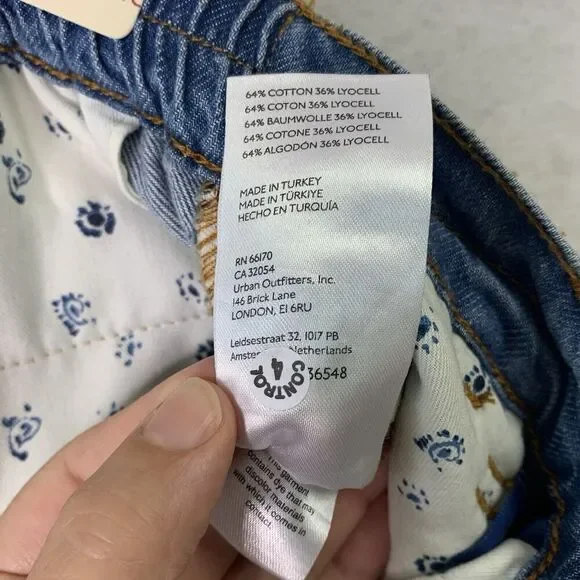 64% COTTON 36% LYOCELL
64% COTON 36% LYOCELL
64% BAUMWOLLE 36% LYOCELL
64% COTONE 36% LYOCELL
64% ALGODÓN 36% LYOCELL
MADE IN TURKEY
MADE IN TÜRKIYE
HECHO EN TURQUÍA
RN 66170
CA 32054
Urban Outfitters, Inc.
146 Brick Lane
LONDON, E1 6RU
Leidsestraat 32, 1017 PB
Netherlands
36548
CONTROL
4
This garment
contains dye that may
discolor materials
with which it comes in
contact